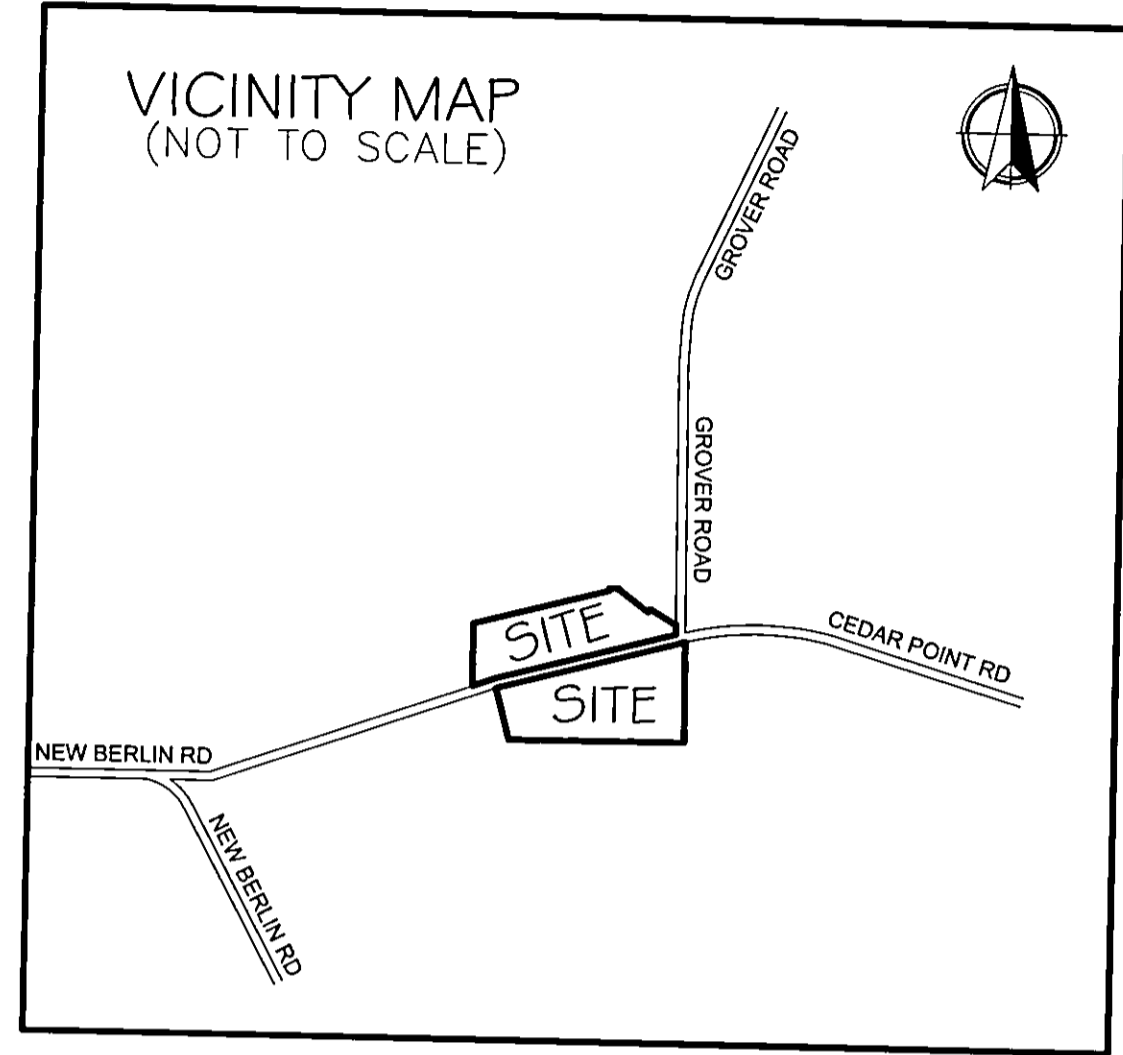 VICINITY MAP
(NOT TO SCALE)
GROVER ROAD
GROVER ROAD
SITE
CEDAR POINT RD
SITE
NEW BERLIN RD
NEW BERLIN RD